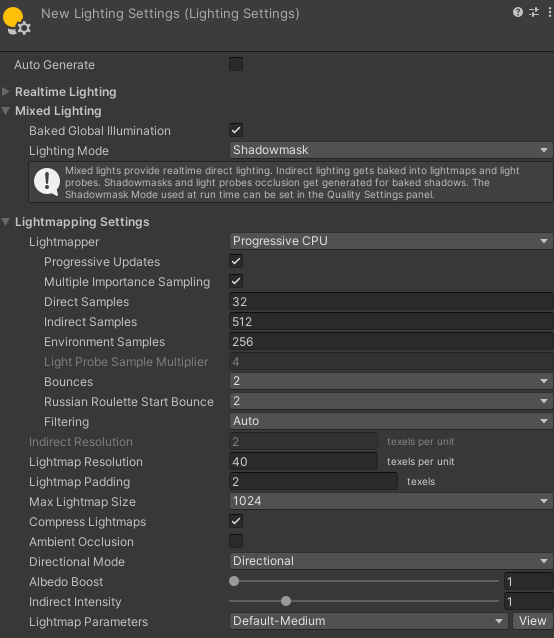 New Lighting Settings (Lighting Settings)
Auto Generate
Realtime Lighting
Mixed Lighting
Baked Global Illumination
Lighting Mode Shadowmask
Mixed lights provide realtime direct lighting. Indirect lighting gets baked into lightmaps and light
probes. Shadowmasks and light probes occlusion get generated for baked shadows. The
Shadowmask Mode used at run time can be set in the Quality Settings panel.
Lightmapping Settings
Lightmapper Progressive CPU
Progressive Updates
Multiple Importance Sampling
Direct Samples 32
Indirect Samples 512
Environment Samples 256
Light Probe Sample Multiplier 4
Bounces 2
Russian Roulette Start Bounce 2
Filtering Auto
Indirect Resolution 2 texels per unit
Lightmap Resolution 40 texels per unit
Lightmap Padding 2 texels
Max Lightmap Size 1024
Compress Lightmaps
Ambient Occlusion
Directional Mode Directional
Albedo Boost 1
Indirect Intensity 1
Lightmap Parameters Default-Medium View